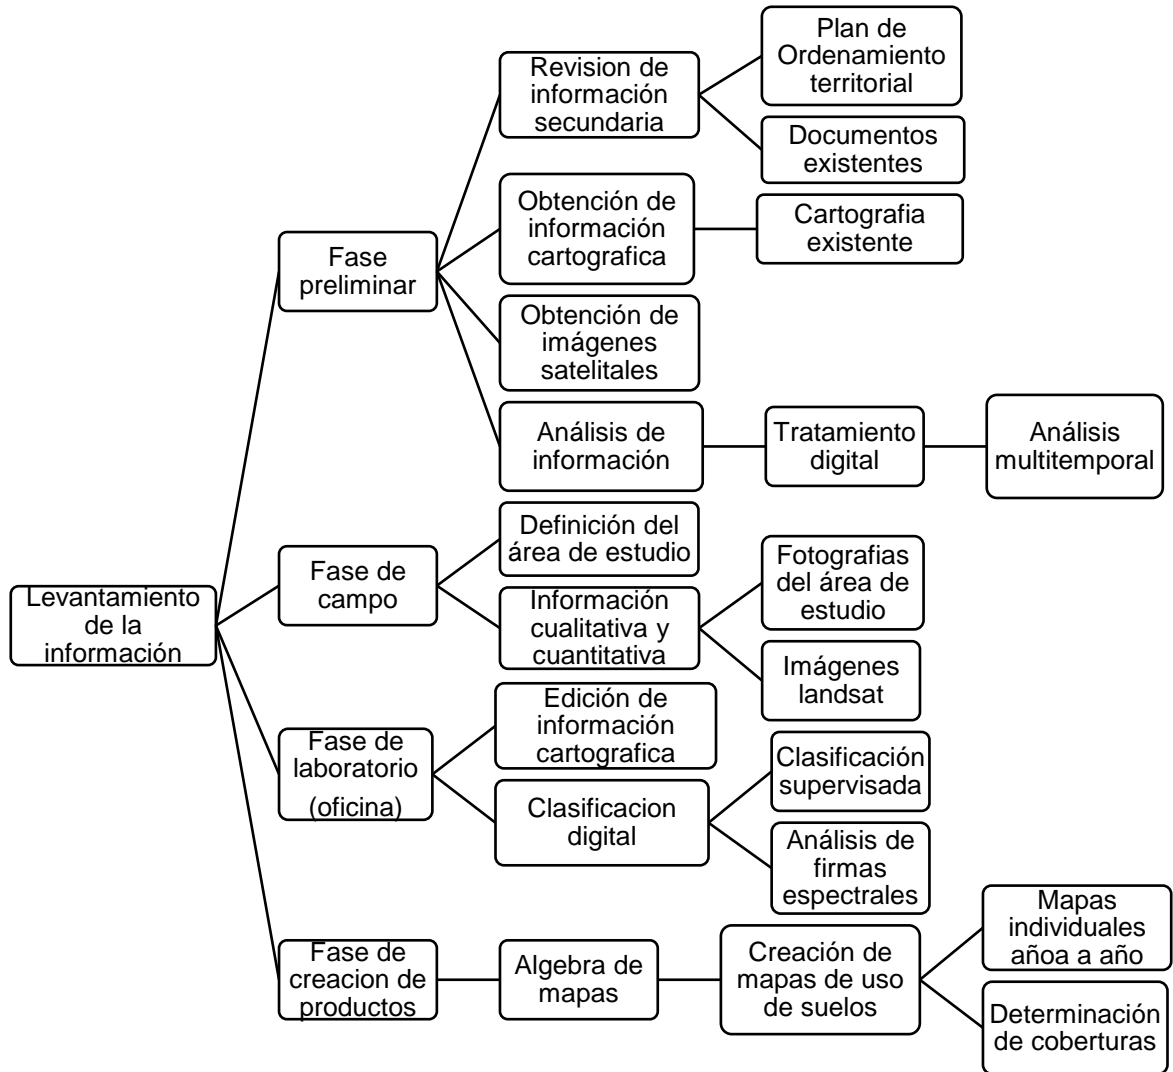 Levantamiento
de la
información
Fase
preliminar
Revision de
información
secundaria
Plan de
Ordenamiento
territorial
Documentos
existentes
Obtención de
información
cartografica
Cartografia
existente
Obtención de
imágenes
satelitales
Análisis de
información
Tratamiento
digital
Análisis
multitemporal
Fase de
campo
Definición del
área de estudio
Información
cualitativa y
cuantitativa
Fotografias
del área de
estudio
Imágenes
landsat
Fase de
laboratorio
(oficina)
Edición de
información
cartografica
Clasificacion
digital
Clasificación
supervisada
Análisis de
firmas
espectrales
Fase de
creacion de
productos
Algebra de
mapas
Creación de
mapas de uso
de suelos
Mapas
individuales
añoa a año
Determinación
de coberturas